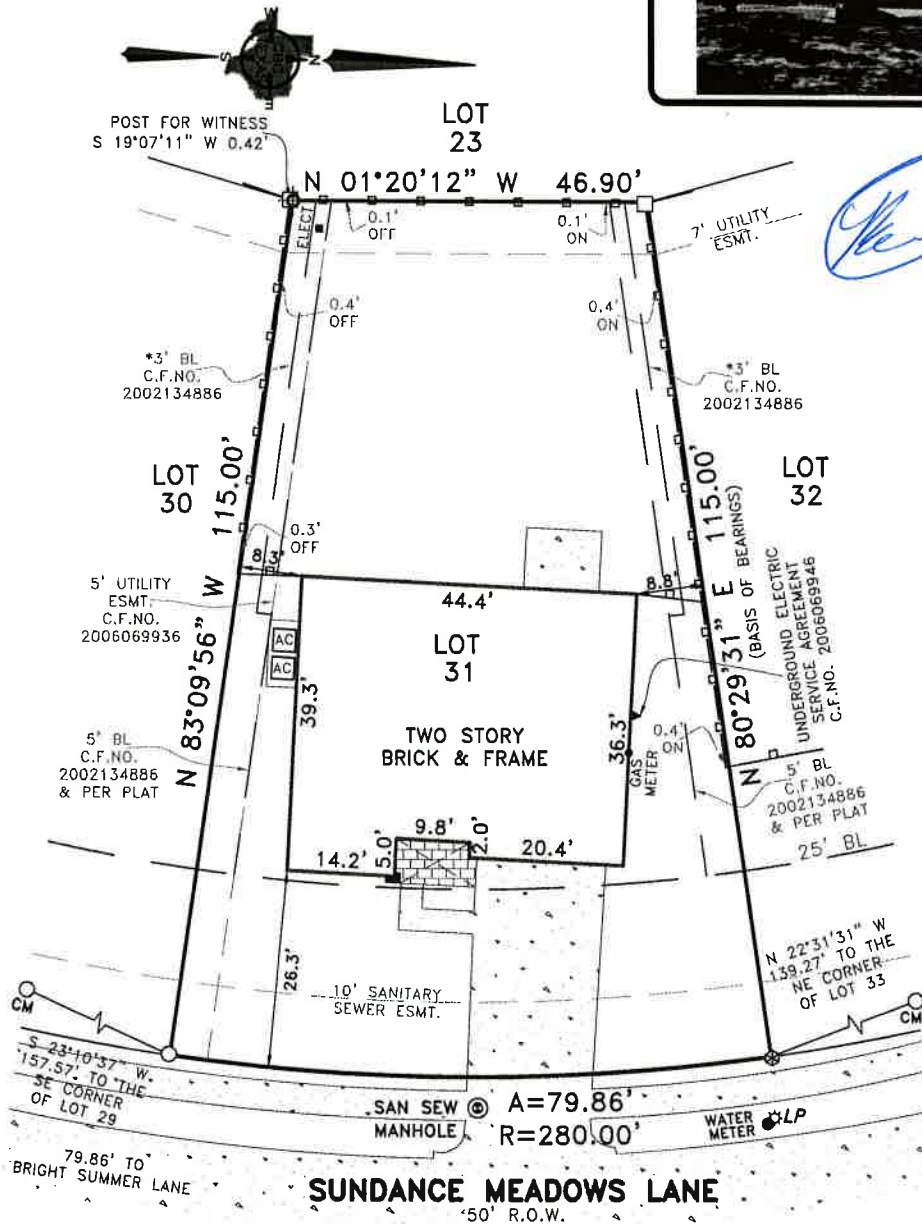 S
N
POST FOR WITNESS
S 19°07'11" W 0.42'
LOT
23
N 01°20'12" W 46.90'
ELECT
0.1'
OFF
0.1'
ON
7' UTILITY
ESMT.
0.4'
OFF
0.4'
ON
*3' BL
C.F.NO.
2002134886
*3' BL
C.F.NO.
2002134886
LOT
30
LOT
32
N 83°09'56" W 115.00'
N 80°29'31" E 115.00'
(BASIS OF BEARINGS)
0.3'
OFF
8.3'
8.8'
44.4'
5' UTILITY
ESMT.
C.F.NO.
2006069936
UNDERGROUND ELECTRIC
SERVICE AGREEMENT
C.F.NO. 2006069946
AC
AC
LOT
31
39.3'
36.3'
TWO STORY
BRICK & FRAME
GAS
METER
0.4'
ON
5' BL
C.F.NO.
2002134886
& PER PLAT
5' BL
C.F.NO.
2002134886
& PER PLAT
9.8'
5.0'
2.0'
14.2'
20.4'
25' BL
26.3'
10' SANITARY
SEWER ESMT.
N 22°31'31" W
139.27' TO THE
NE CORNER
OF LOT 33
CM
CM
S 23°10'37" W
157.57' TO THE
SE CORNER
OF LOT 29
SAN SEW
MANHOLE
A=79.86'
R=280.00'
WATER
METER
LP
79.86' TO
BRIGHT SUMMER LANE
SUNDANCE MEADOWS LANE
50' R.O.W.